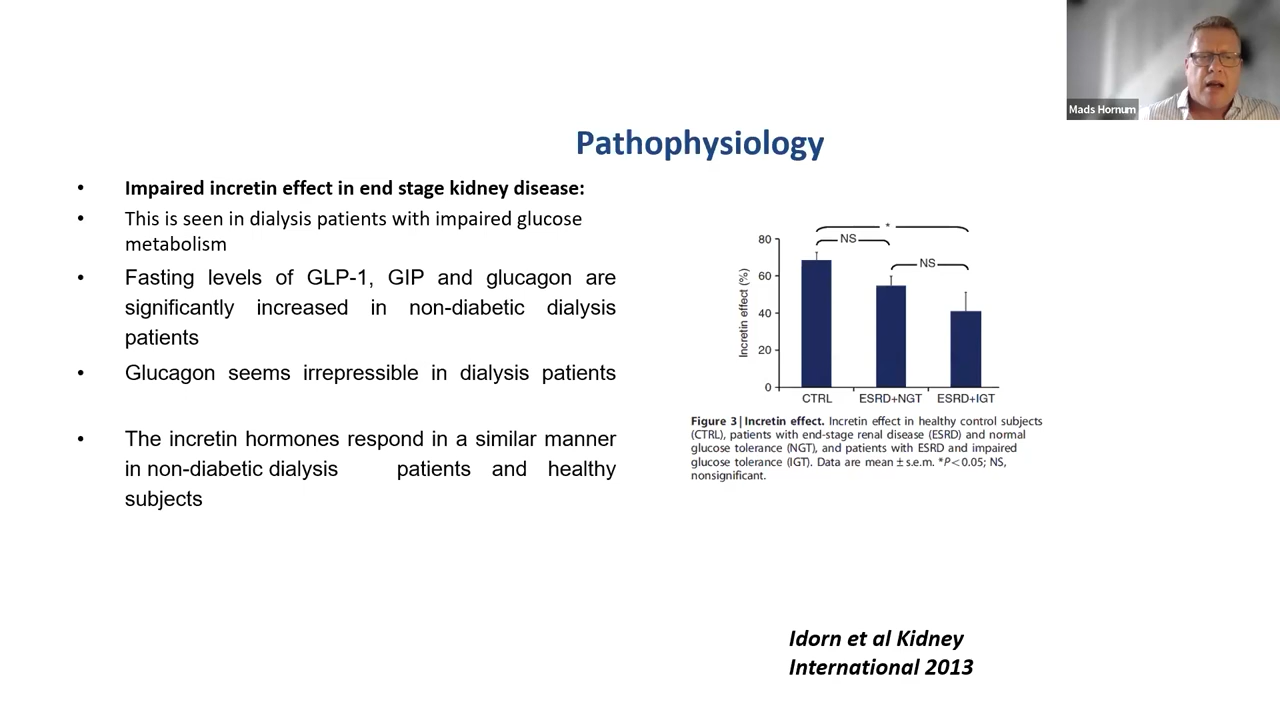 Mads Hornum
Pathophysiology
• Impaired incretin effect in end stage kidney disease:
• This is seen in dialysis patients with impaired glucose
metabolism
• Fasting levels of GLP-1, GIP and glucagon are
significantly increased in non-diabetic dialysis
patients
• Glucagon seems irrepressible in dialysis patients
• The incretin hormones respond in a similar manner
in non-diabetic dialysis patients and healthy
subjects
*
NS
NS
80
60
40
20
0
Incretin effect (%)
CTRL ESRD+NGT ESRD+IGT
Figure 3 | Incretin effect. Incretin effect in healthy control subjects
(CTRL), patients with end-stage renal disease (ESRD) and normal
glucose tolerance (NGT), and patients with ESRD and impaired
glucose tolerance (IGT). Data are mean ± s.e.m. *P<0.05; NS,
nonsignificant.
Idorn et al Kidney
International 2013